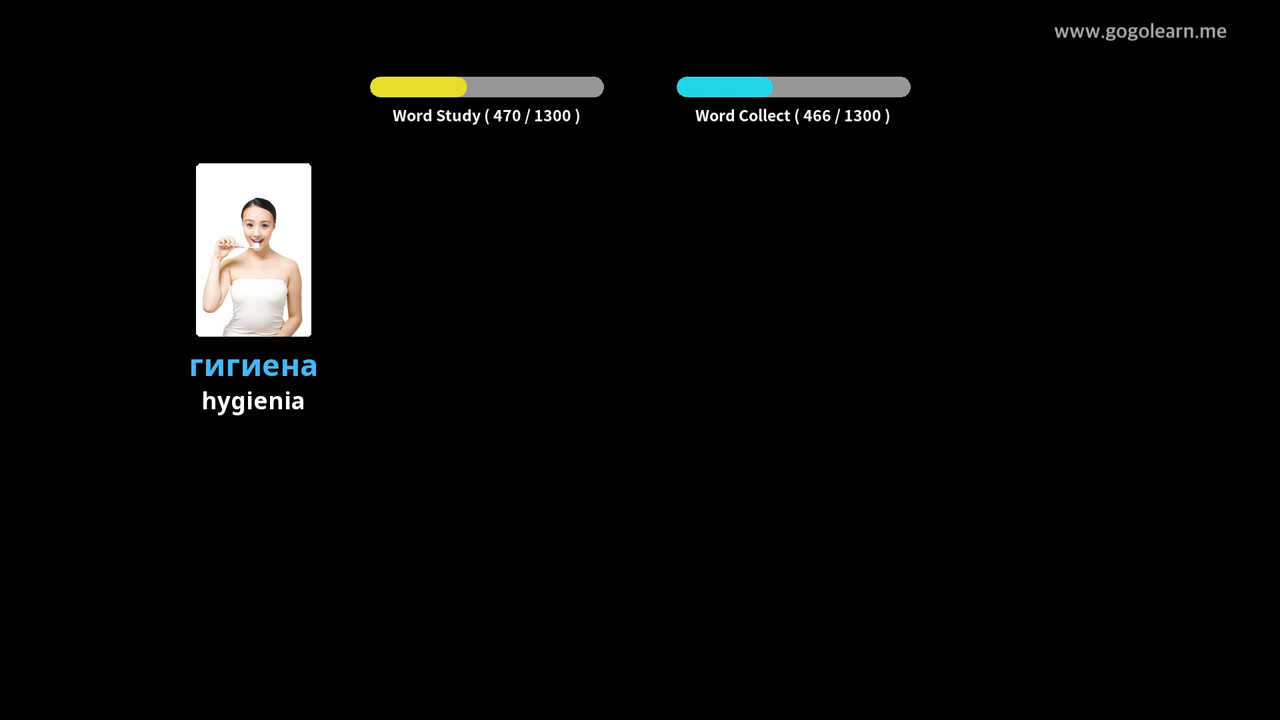 www.gogolearn.me
Word Study ( 470 / 1300 )
Word Collect ( 466 / 1300 )
гигиена
hygienia